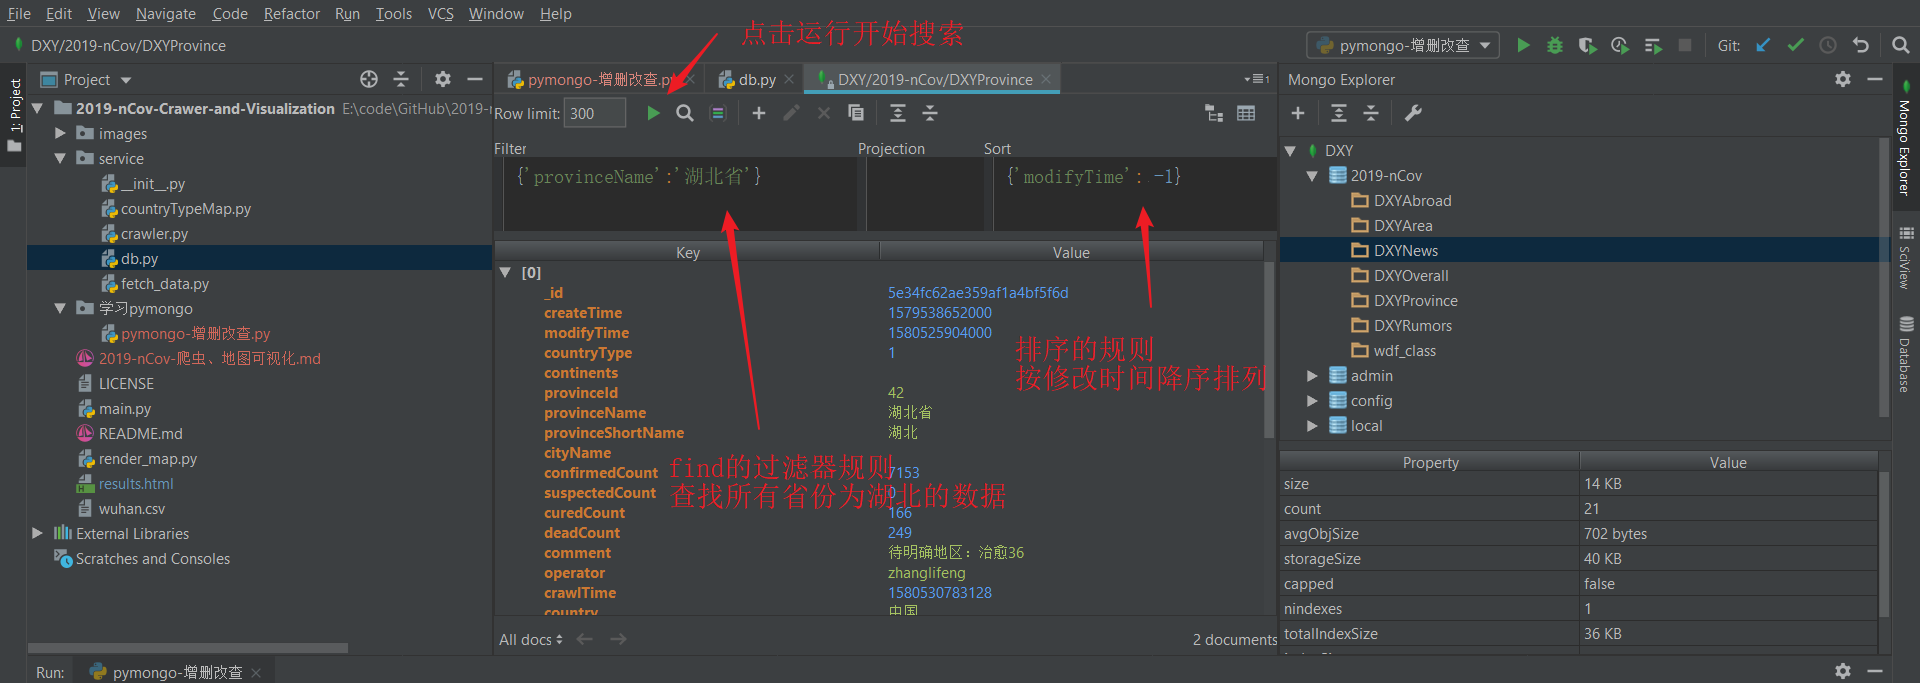 File Edit View Navigate Code Refactor Run Tools VCS Window Help
DXY/2019-nCov/DXYProvince
点击运行开始搜索
pymongo-增删改查
Git:
1: Project
Project
2019-nCov-Crawer-and-Visualization E:\code\GitHub\2019-r
images
service
__init__.py
countryTypeMap.py
crawler.py
db.py
fetch_data.py
学习pymongo
pymongo-增删改查.py
2019-nCov-爬虫、地图可视化.md
LICENSE
main.py
README.md
render_map.py
results.html
wuhan.csv
External Libraries
Scratches and Consoles
pymongo-增删改查.py
db.py
DXY/2019-nCov/DXYProvince
1
Row limit: 300
Filter Projection Sort
{'provinceName':'湖北省'}
{'modifyTime': -1}
Key Value
[0]
_id 5e34fc62ae359af1a4bf5f6d
createTime 1579538652000
modifyTime 1580525904000
countryType 1
continents
provinceId 42
provinceName 湖北省
provinceShortName 湖北
cityName
confirmedCount 7153
suspectedCount 0
curedCount 166
deadCount 249
comment 待明确地区：治愈36
operator zhanglifeng
crawlTime 1580530783128
country 中国
排序的规则
按修改时间降序排列
find的过滤器规则
查找所有省份为湖北的数据
All docs
2 documents
Mongo Explorer
DXY
2019-nCov
DXYAbroad
DXYArea
DXYNews
DXYOverall
DXYProvince
DXYRumors
wdf_class
admin
config
local
Property Value
size 14 KB
count 21
avgObjSize 702 bytes
storageSize 40 KB
capped false
nindexes 1
totalIndexSize 36 KB
Mongo Explorer
SciView
Database
Run: pymongo-增删改查